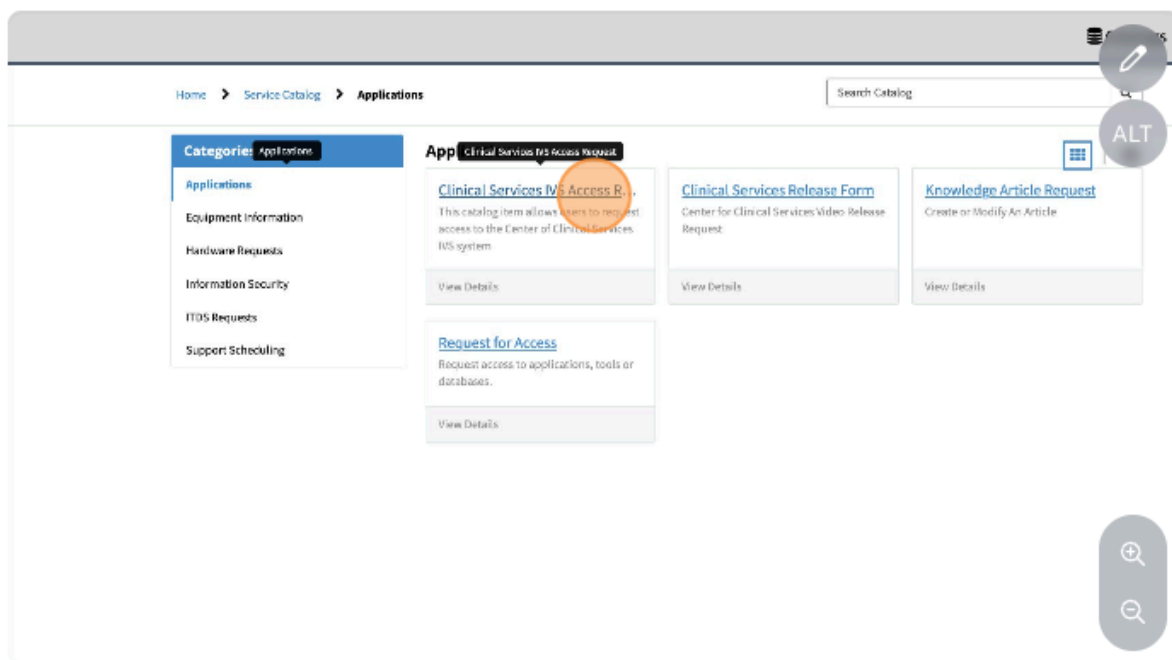 Home > Service Catalog > Applications
Search Catalog
Categorie
Applications
Applications
Equipment Information
Hardware Requests
Information Security
ITDS Requests
Support Scheduling
App
Clinical Services IVS Access Request
Clinical Services IVS Access R...
This catalog item allows users to request
access to the Center of Clinical Services
IVS system
View Details
Clinical Services Release Form
Center for Clinical Services Video Release
Request
View Details
Knowledge Article Request
Create or Modify An Article
View Details
Request for Access
Request access to applications, tools or
databases.
View Details
ALT